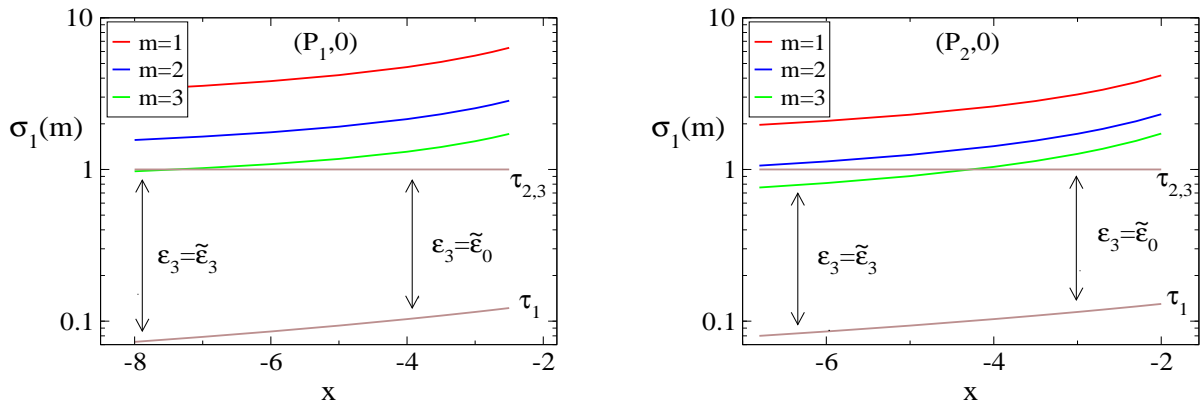 10
1
0.1
σ₁(m)
m=1
m=2
m=3
(P₁,0)
τ₂,₃
ε₃=ε̃₃
ε₃=ε̃₀
τ₁
-8 -6 -4 -2
x
10
1
0.1
σ₁(m)
m=1
m=2
m=3
(P₂,0)
τ₂,₃
ε₃=ε̃₃
ε₃=ε̃₀
τ₁
-6 -4 -2
x